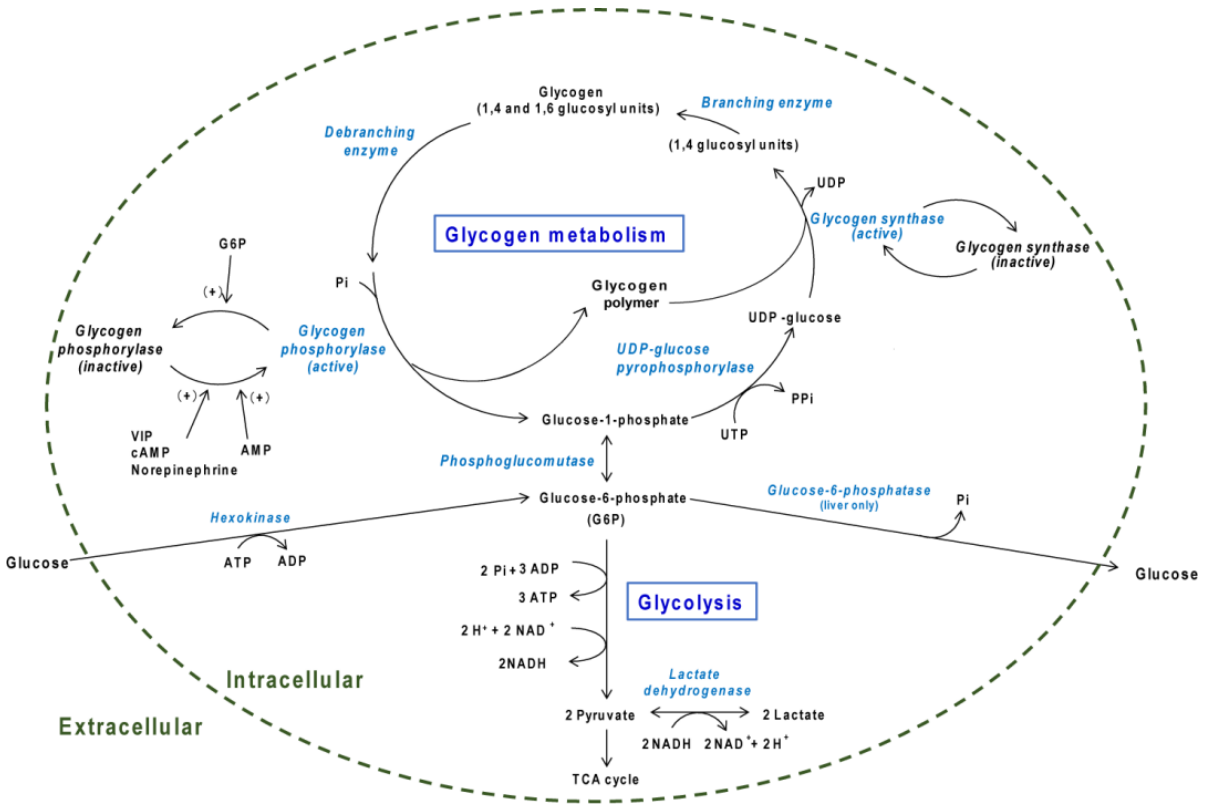 Glycogen
(1,4 and 1,6 glucosyl units)
Branching enzyme
Debranching
enzyme
(1,4 glucosyl units)
UDP
Glycogen synthase
(active)
Glycogen synthase
(inactive)
Glycogen metabolism
G6P
(+)
Pi
Glycogen
polymer
UDP -glucose
Glycogen
phosphorylase
(inactive)
Glycogen
phosphorylase
(active)
UDP-glucose
pyrophosphorylase
(+)
(+)
PPi
Glucose-1-phosphate
UTP
VIP
cAMP
Norepinephrine
AMP
Phosphoglucomutase
Glucose-6-phosphate
(G6P)
Glucose-6-phosphatase
(liver only)
Pi
Hexokinase
Glucose
ATP
ADP
Glucose
2 Pi + 3 ADP
3 ATP
Glycolysis
2 H⁺ + 2 NAD⁺
2NADH
Intracellular
Extracellular
Lactate
dehydrogenase
2 Pyruvate
2 Lactate
2 NADH
2 NAD⁺ + 2 H⁺
TCA cycle